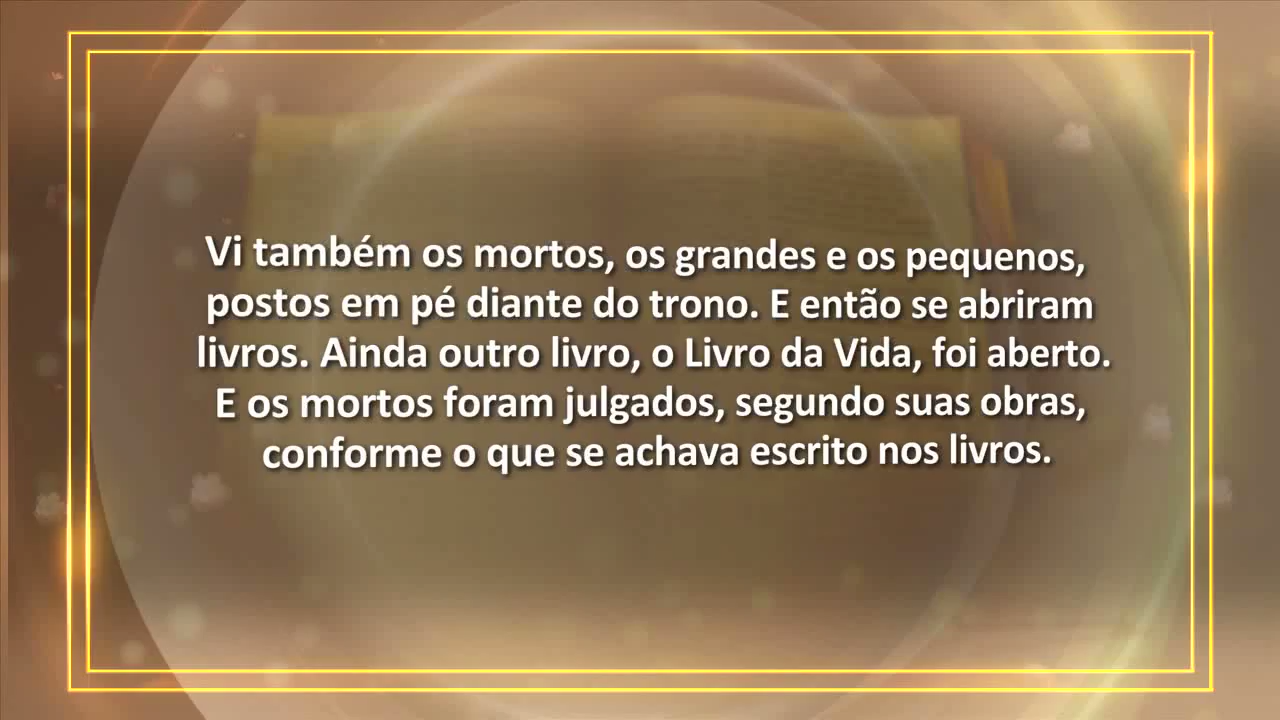 Vi também os mortos, os grandes e os pequenos,
postos em pé diante do trono. E então se abriram
livros. Ainda outro livro, o Livro da Vida, foi aberto.
E os mortos foram julgados, segundo suas obras,
conforme o que se achava escrito nos livros.